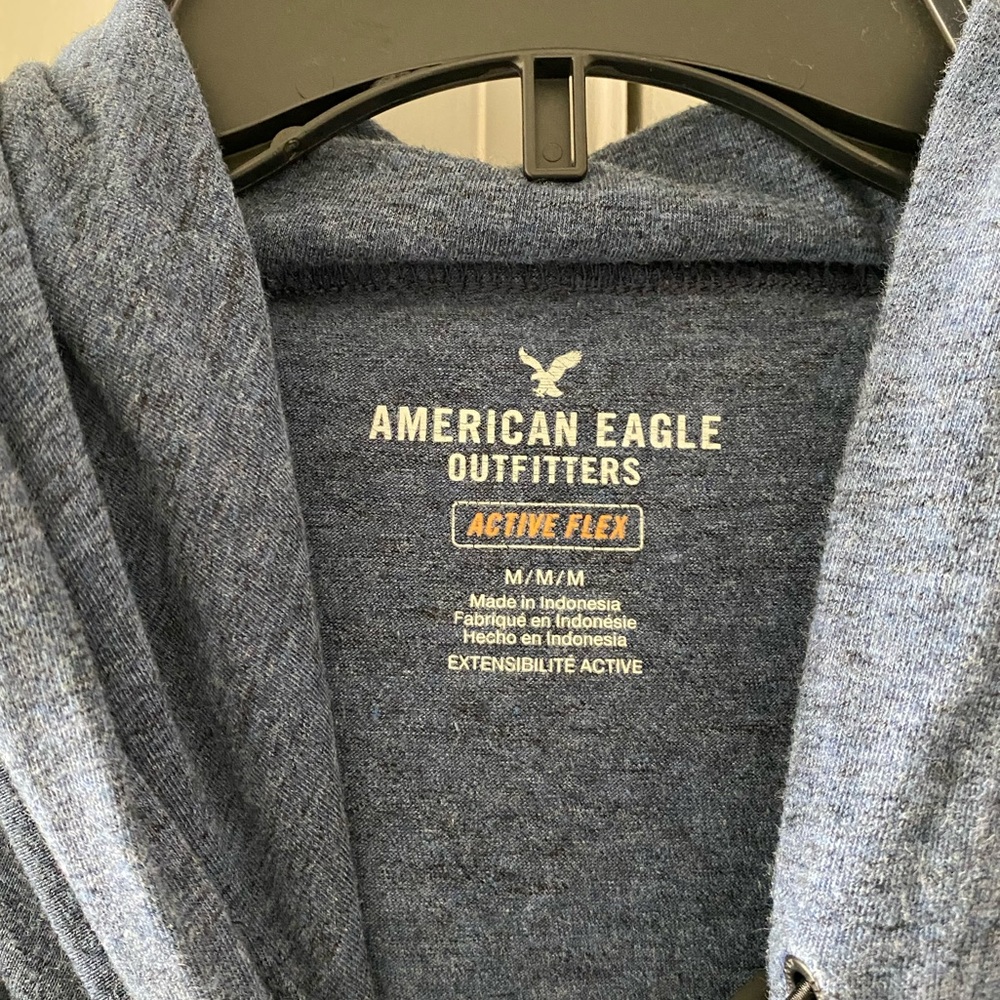 AMERICAN EAGLE
OUTFITTERS
ACTIVE FLEX
M/M/M
Made in Indonesia
Fabriqué en Indonésie
Hecho en Indonesia
EXTENSIBILITÉ ACTIVE